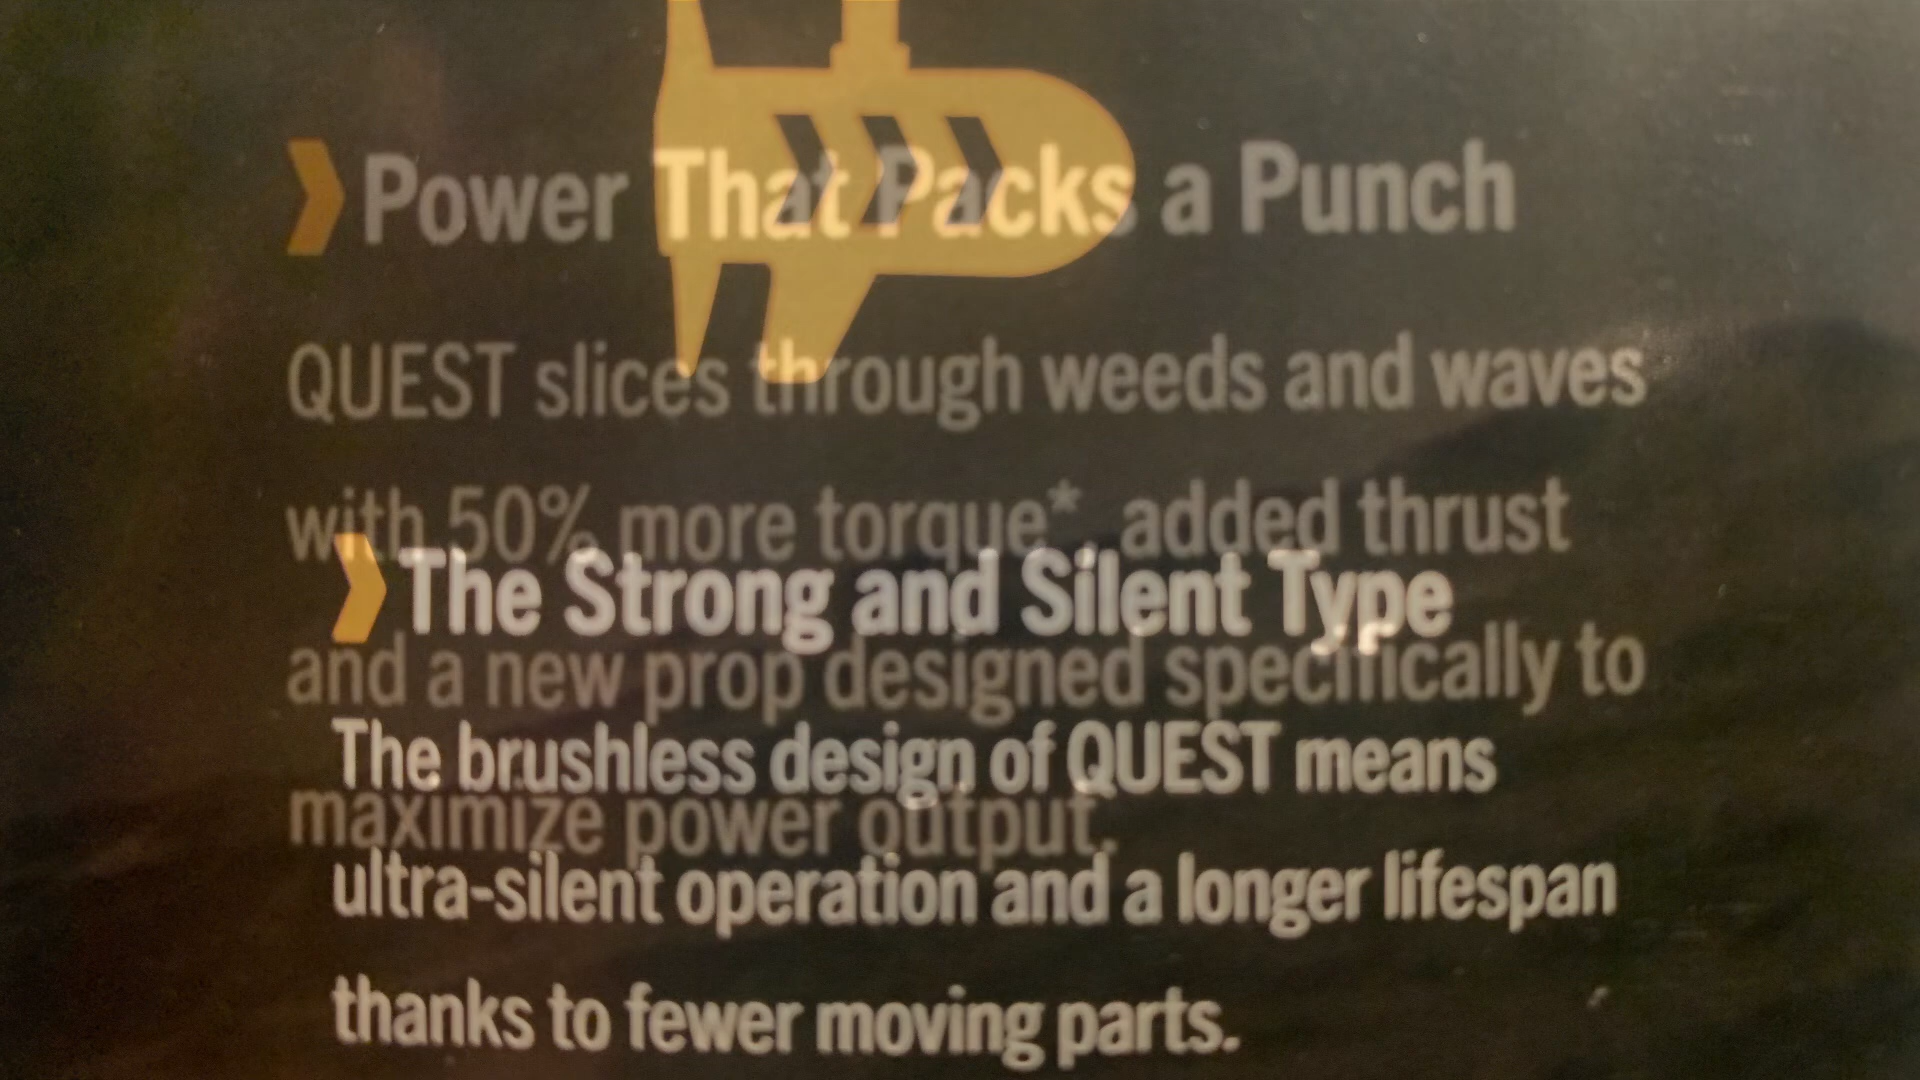 Power That Packs a Punch
QUEST slices through weeds and waves
with 50% more torque*, added thrust
and a new prop designed specifically to
maximize power output.
The Strong and Silent Type
The brushless design of QUEST means
ultra-silent operation and a longer lifespan
thanks to fewer moving parts.